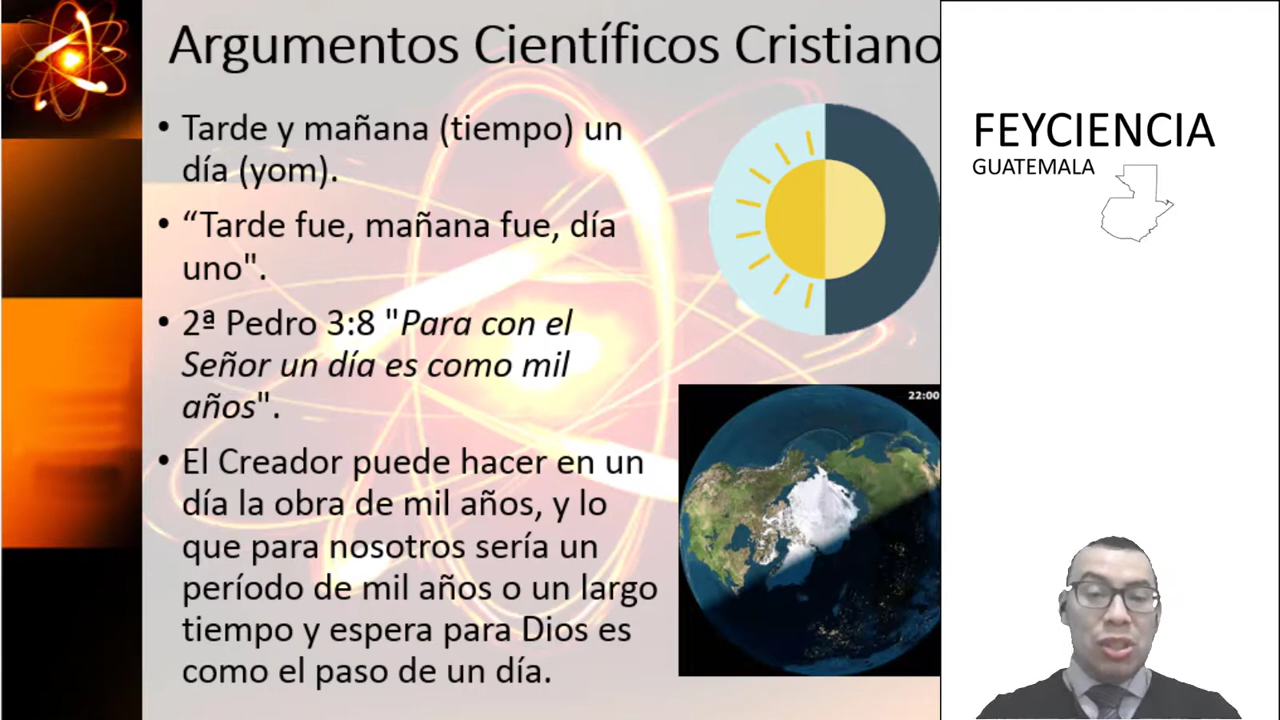 Argumentos Científicos Cristiano
• Tarde y mañana (tiempo) un
día (yom).
• “Tarde fue, mañana fue, día
uno".
• 2ª Pedro 3:8 "Para con el
Señor un día es como mil
años".
• El Creador puede hacer en un
día la obra de mil años, y lo
que para nosotros sería un
período de mil años o un largo
tiempo y espera para Dios es
como el paso de un día.
22:00
FEYCIENCIA
GUATEMALA